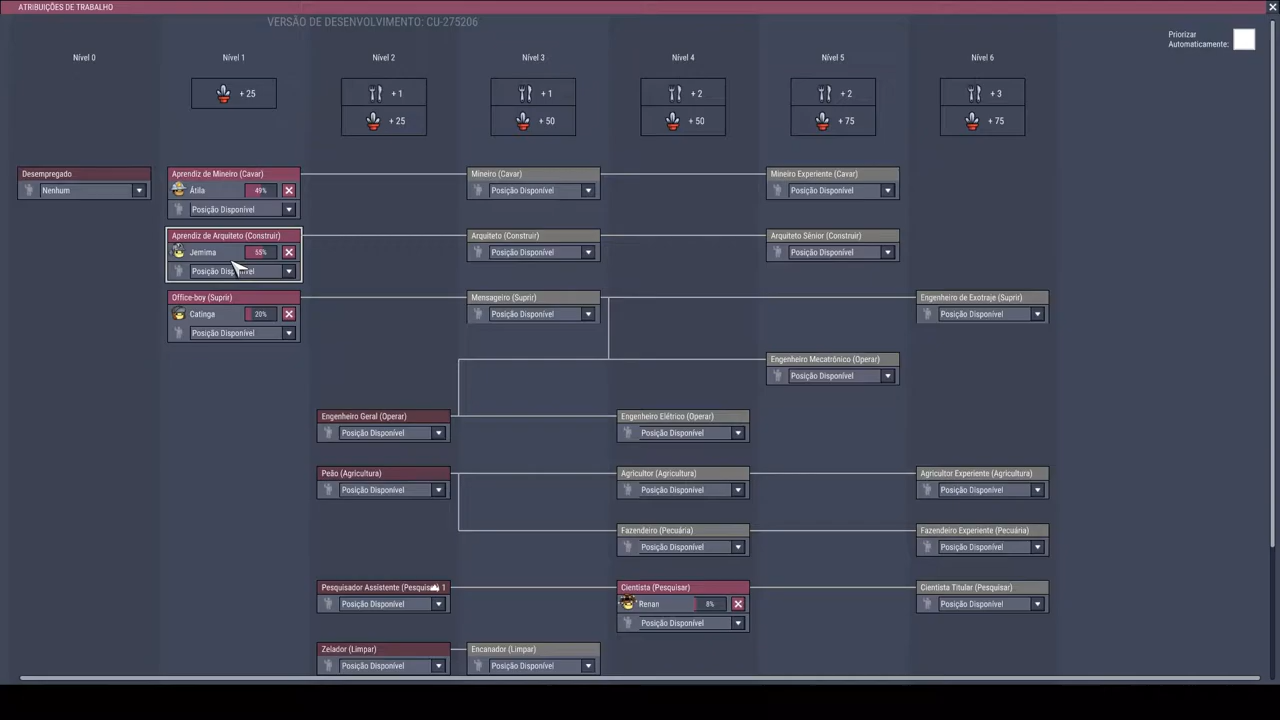 ATRIBUIÇÕES DE TRABALHO
VERSÃO DE DESENVOLVIMENTO: CU-275206
Priorizar
Automaticamente:
Nível 0
Nível 1
Nível 2
Nível 3
Nível 4
Nível 5
Nível 6
+ 25
+ 1
+ 1
+ 2
+ 2
+ 3
+ 25
+ 50
+ 50
+ 75
+ 75
Desempregado
Nenhum
Aprendiz de Mineiro (Cavar)
Átila 49%
Posição Disponível
Mineiro (Cavar)
Posição Disponível
Mineiro Experiente (Cavar)
Posição Disponível
Aprendiz de Arquiteto (Construir)
Jemima 55%
Posição Disponível
Arquiteto (Construir)
Posição Disponível
Arquiteto Sênior (Construir)
Posição Disponível
Office-boy (Suprir)
Catinga 20%
Posição Disponível
Mensageiro (Suprir)
Posição Disponível
Engenheiro de Exotraje (Suprir)
Posição Disponível
Engenheiro Mecatrônico (Operar)
Posição Disponível
Engenheiro Geral (Operar)
Posição Disponível
Engenheiro Elétrico (Operar)
Posição Disponível
Peão (Agricultura)
Posição Disponível
Agricultor (Agricultura)
Posição Disponível
Agricultor Experiente (Agricultura)
Posição Disponível
Fazendeiro (Pecuária)
Posição Disponível
Fazendeiro Experiente (Pecuária)
Posição Disponível
Pesquisador Assistente (Pesquisar) 1
Posição Disponível
Cientista (Pesquisar)
Renan 8%
Posição Disponível
Cientista Titular (Pesquisar)
Posição Disponível
Zelador (Limpar)
Posição Disponível
Encanador (Limpar)
Posição Disponível